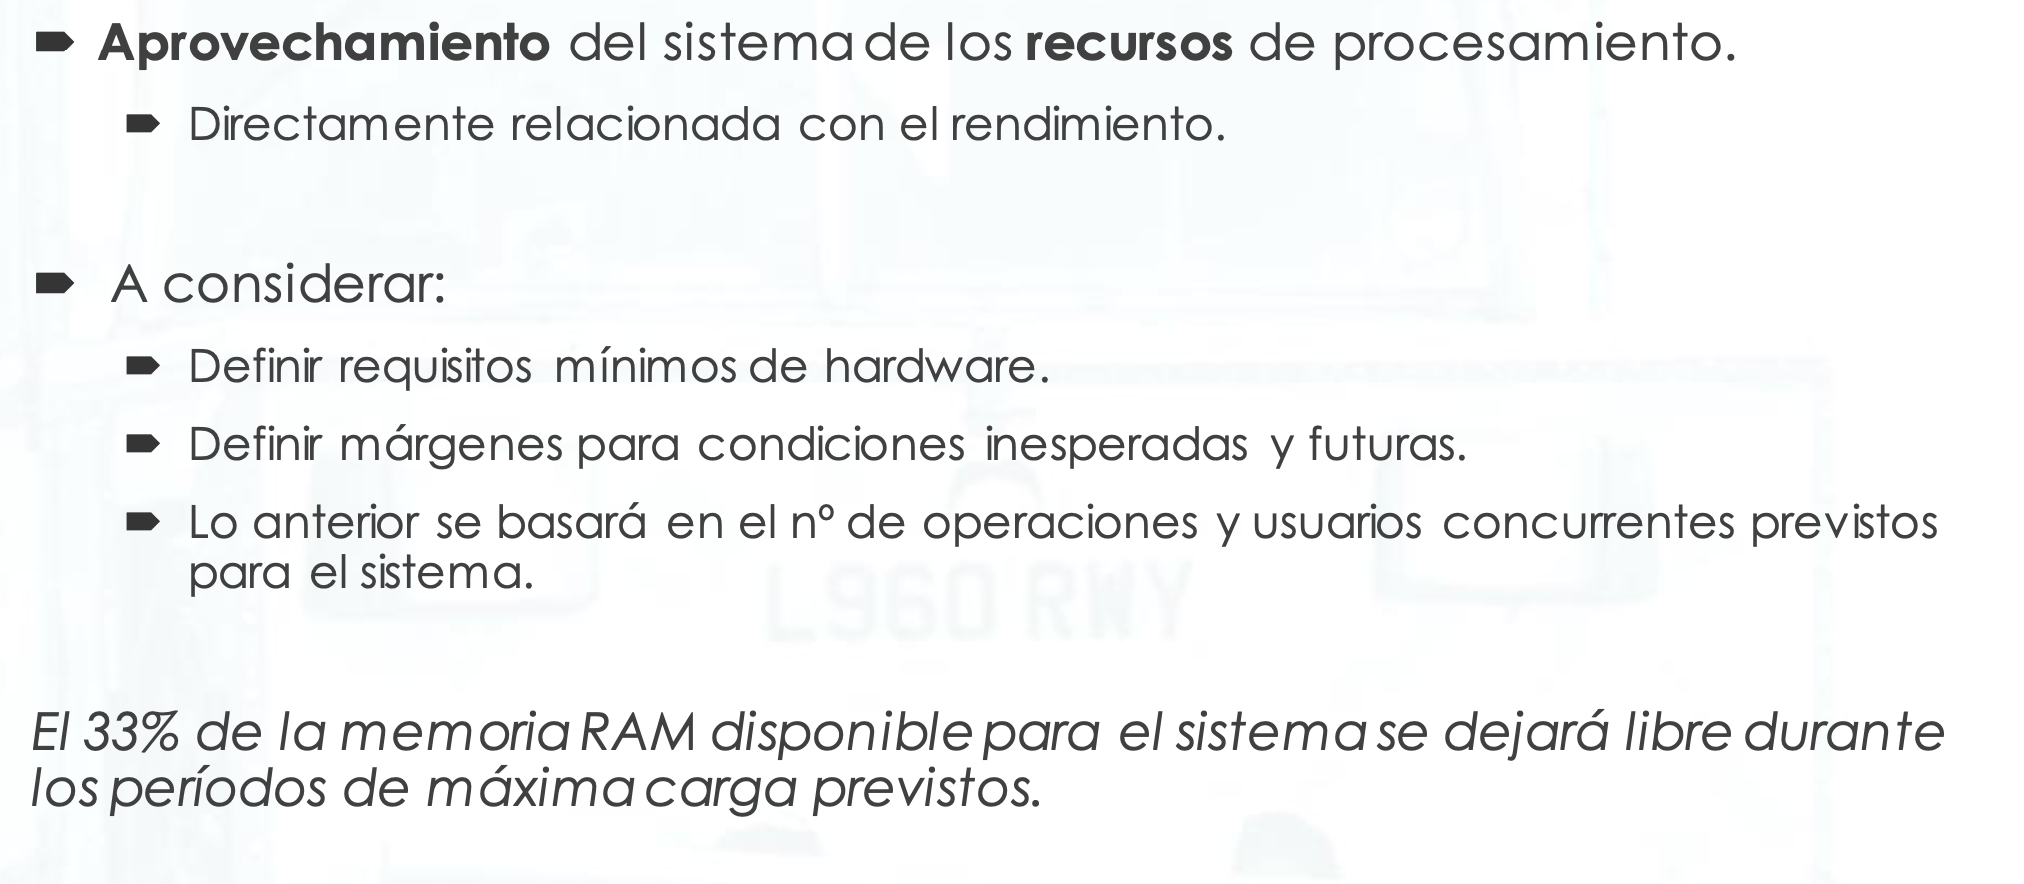 Aprovechamiento del sistema de los recursos de procesamiento.
Directamente relacionada con el rendimiento.
A considerar:
Definir requisitos mínimos de hardware.
Definir márgenes para condiciones inesperadas y futuras.
Lo anterior se basará en el nº de operaciones y usuarios concurrentes previstos
para el sistema.
L960 RWY
El 33% de la memoria RAM disponible para el sistema se dejará libre durante
los períodos de máxima carga previstos.